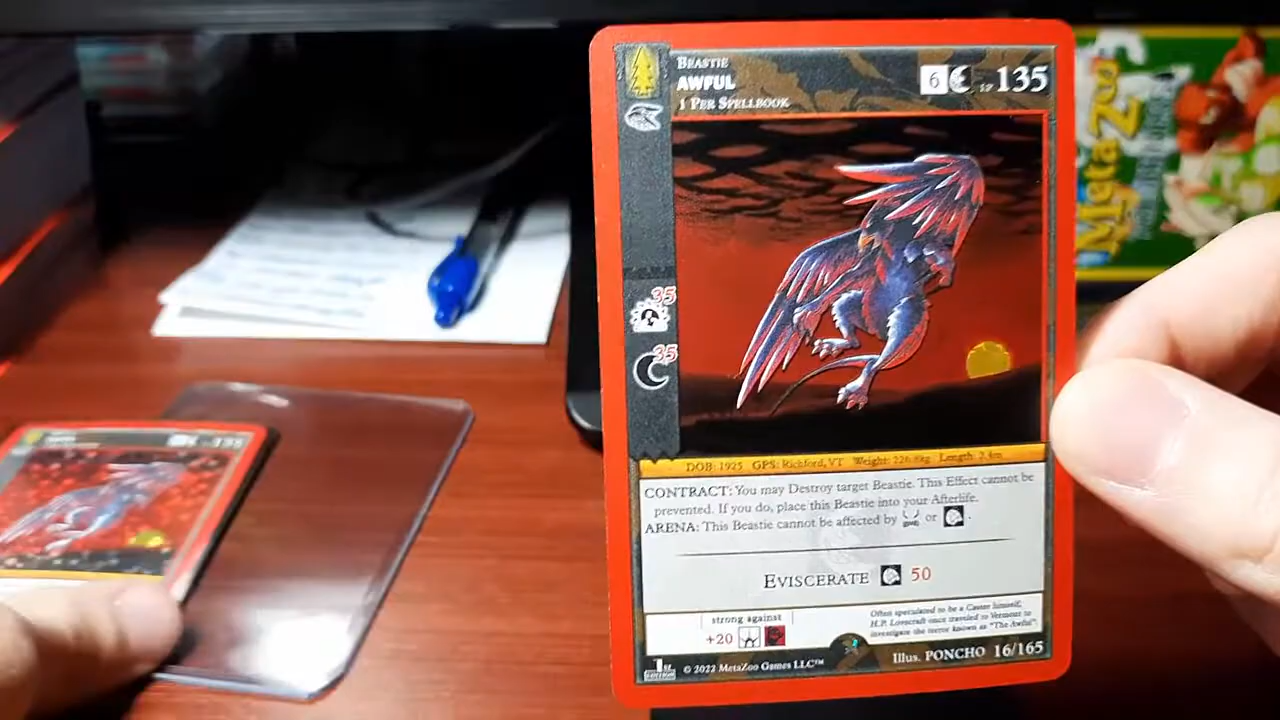 BEASTIE
AWFUL
1 PER SPELLBOOK
6
LP 135
35
35
DOB: 1925 GPS: Richford, VT Weight: 226.8kg Length: 2.4m
CONTRACT: You may Destroy target Beastie. This Effect cannot be
prevented. If you do, place this Beastie into your Afterlife.
ARENA: This Beastie cannot be affected by or .
EVISCERATE 50
strong against
+20
Often speculated to be a Caster himself,
H.P. Lovecraft once traveled to Vermont to
investigate the terror known as "The Awful".
1ST
EDITION
© 2022 MetaZoo Games LLC™
Illus. PONCHO 16/165
MetaZoo
135